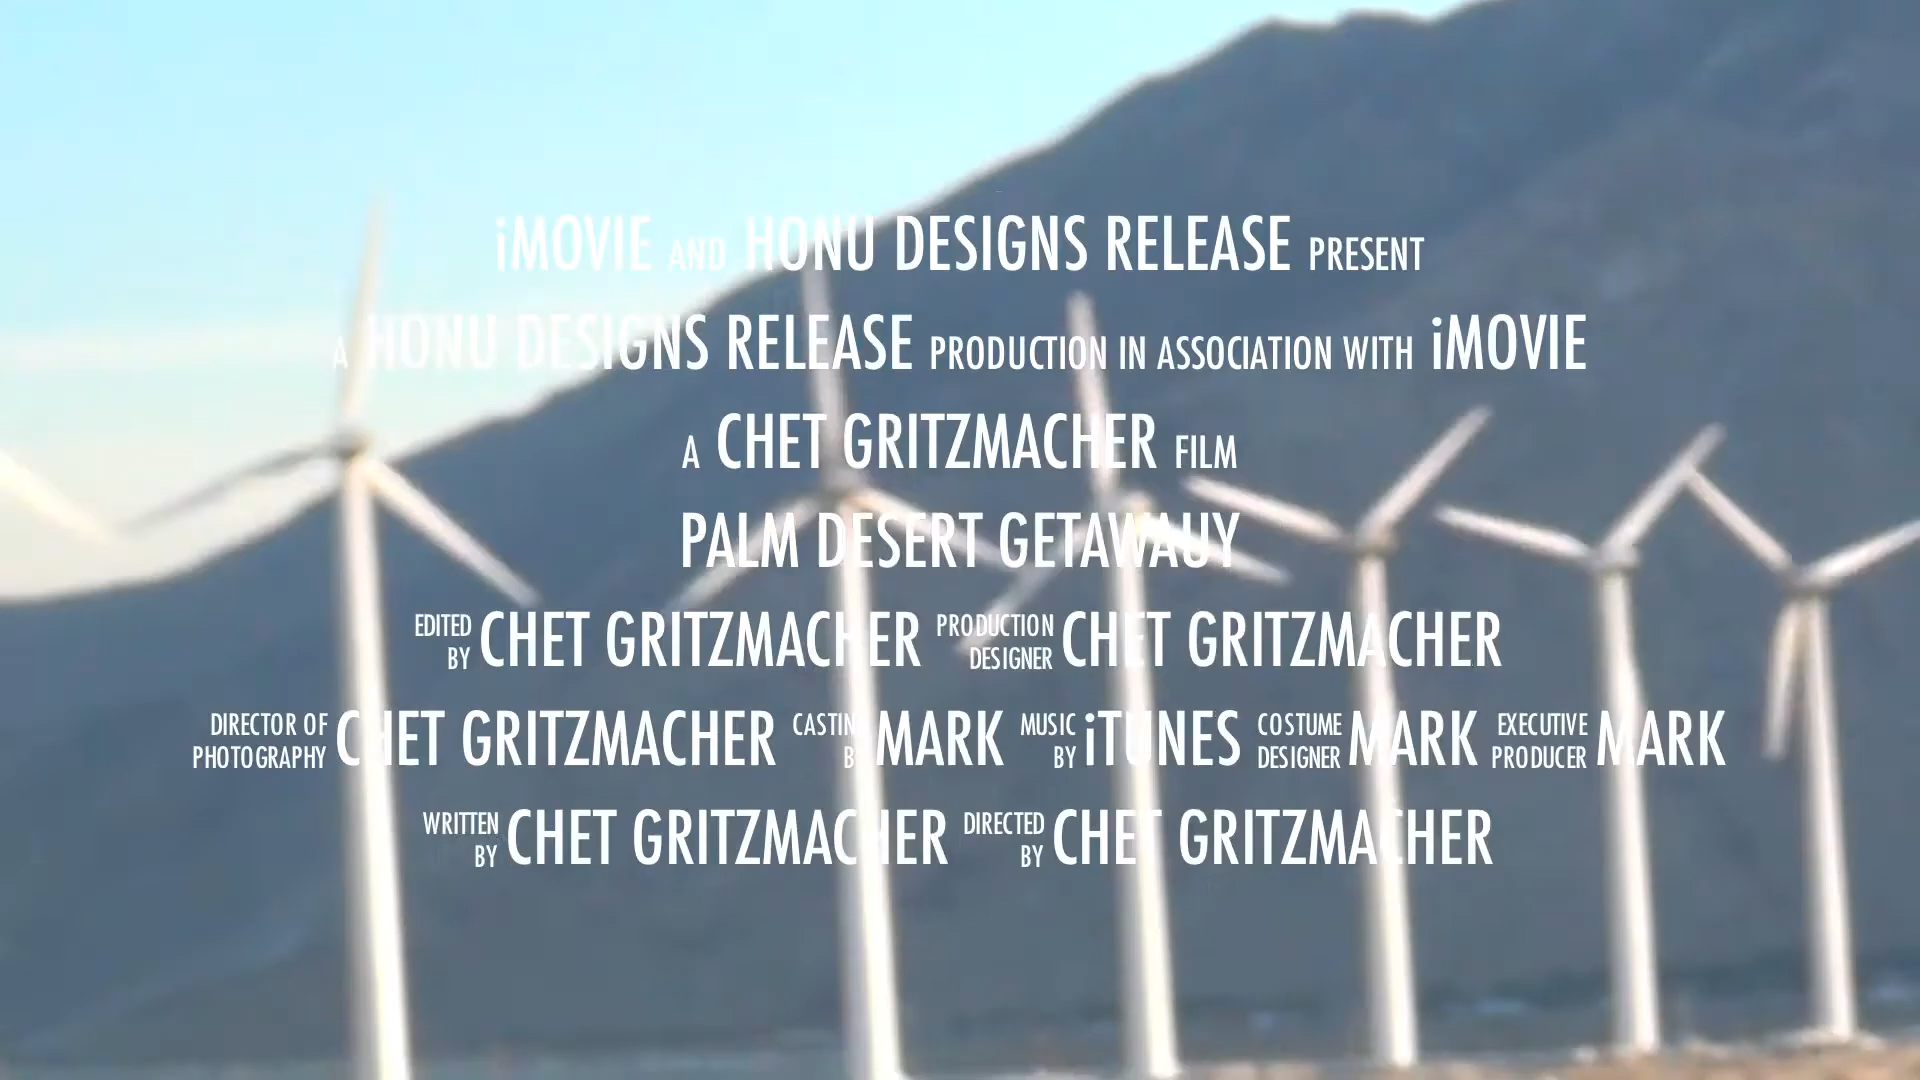 iMOVIE AND HONU DESIGNS RELEASE PRESENT
A HONU DESIGNS RELEASE PRODUCTION IN ASSOCIATION WITH iMOVIE
A CHET GRITZMACHER FILM
PALM DESERT GETAWAUY
EDITED BY CHET GRITZMACHER PRODUCTION DESIGNER CHET GRITZMACHER
DIRECTOR OF PHOTOGRAPHY CHET GRITZMACHER CASTING BY MARK MUSIC BY iTUNES COSTUME DESIGNER MARK EXECUTIVE PRODUCER MARK
WRITTEN BY CHET GRITZMACHER DIRECTED BY CHET GRITZMACHER